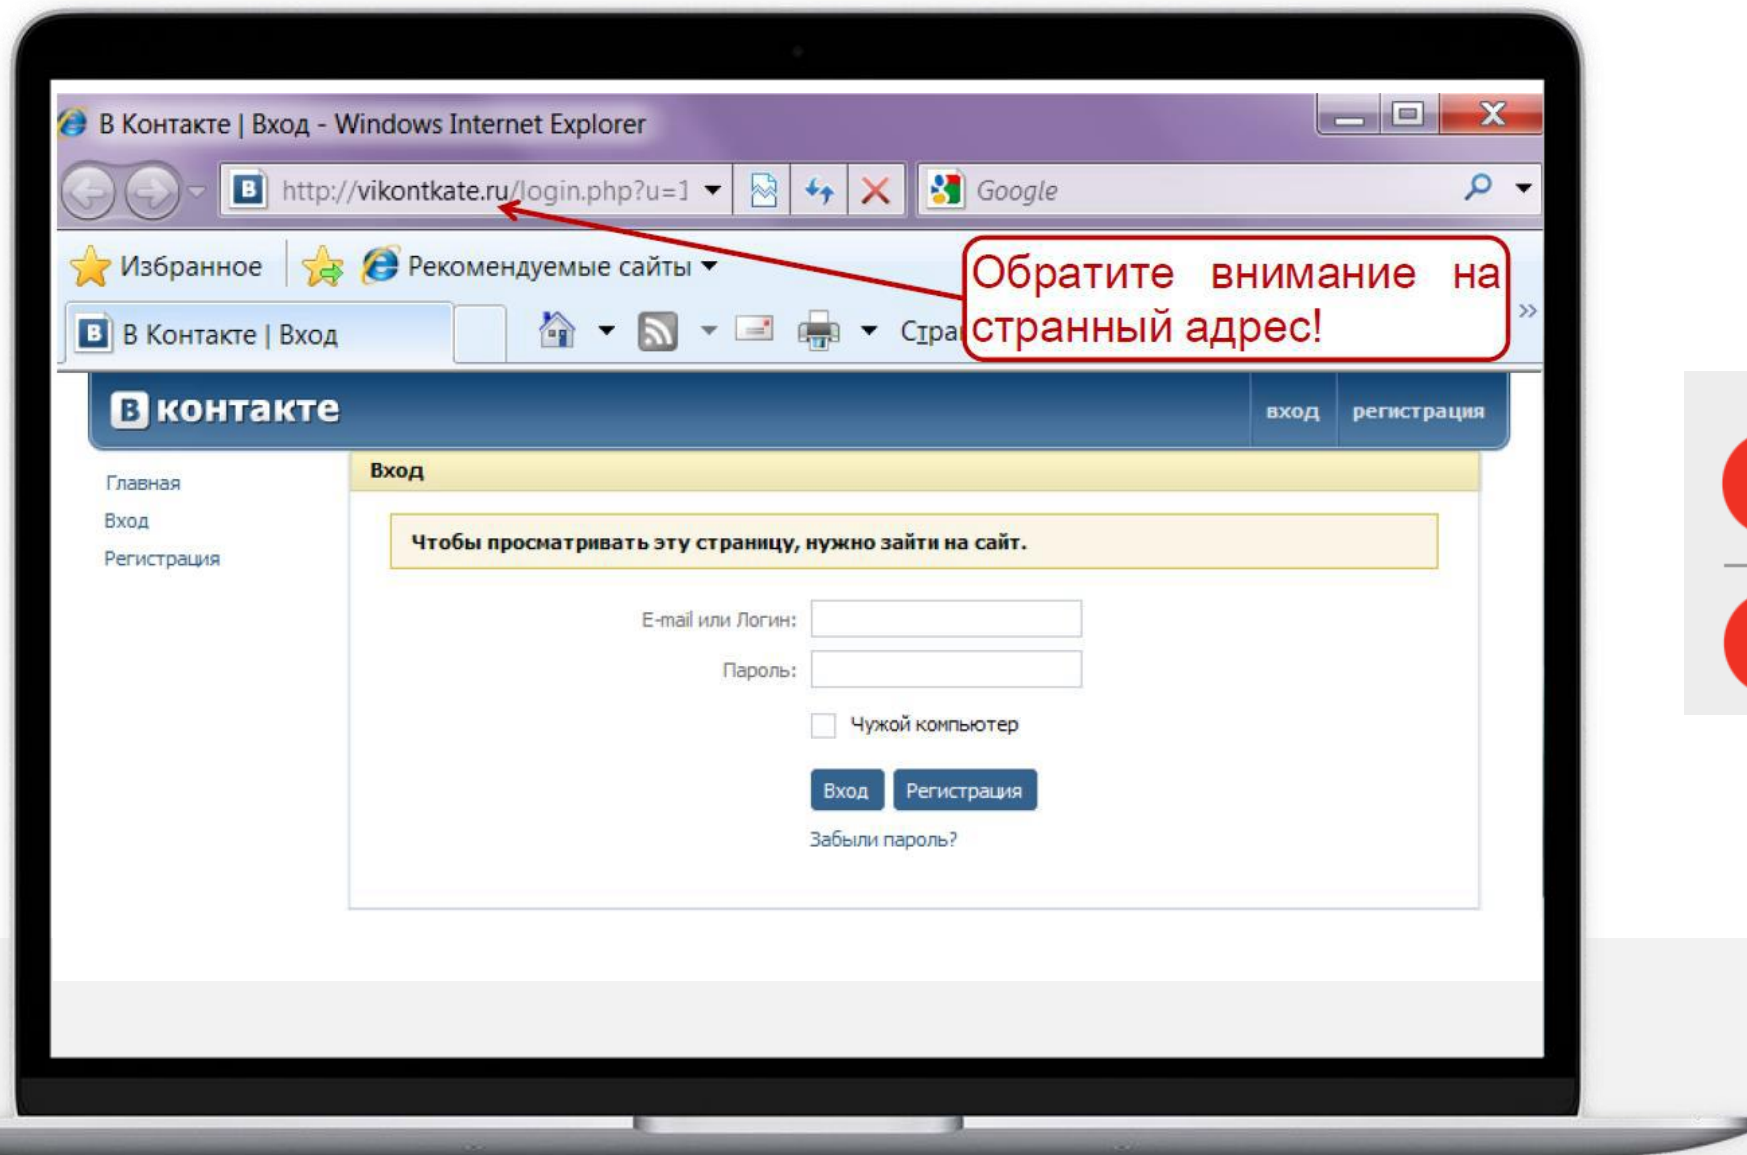 В Контакте | Вход - Windows Internet Explorer
В http://vikontkate.ru/login.php?u=1 Google
Избранное Рекомендуемые сайты
Обратите внимание на
странный адрес!
В В Контакте | Вход
»
В контакте вход регистрация
Главная
Вход
Регистрация
Вход
Чтобы просматривать эту страницу, нужно зайти на сайт.
E-mail или Логин:
Пароль:
Чужой компьютер
Вход Регистрация
Забыли пароль?